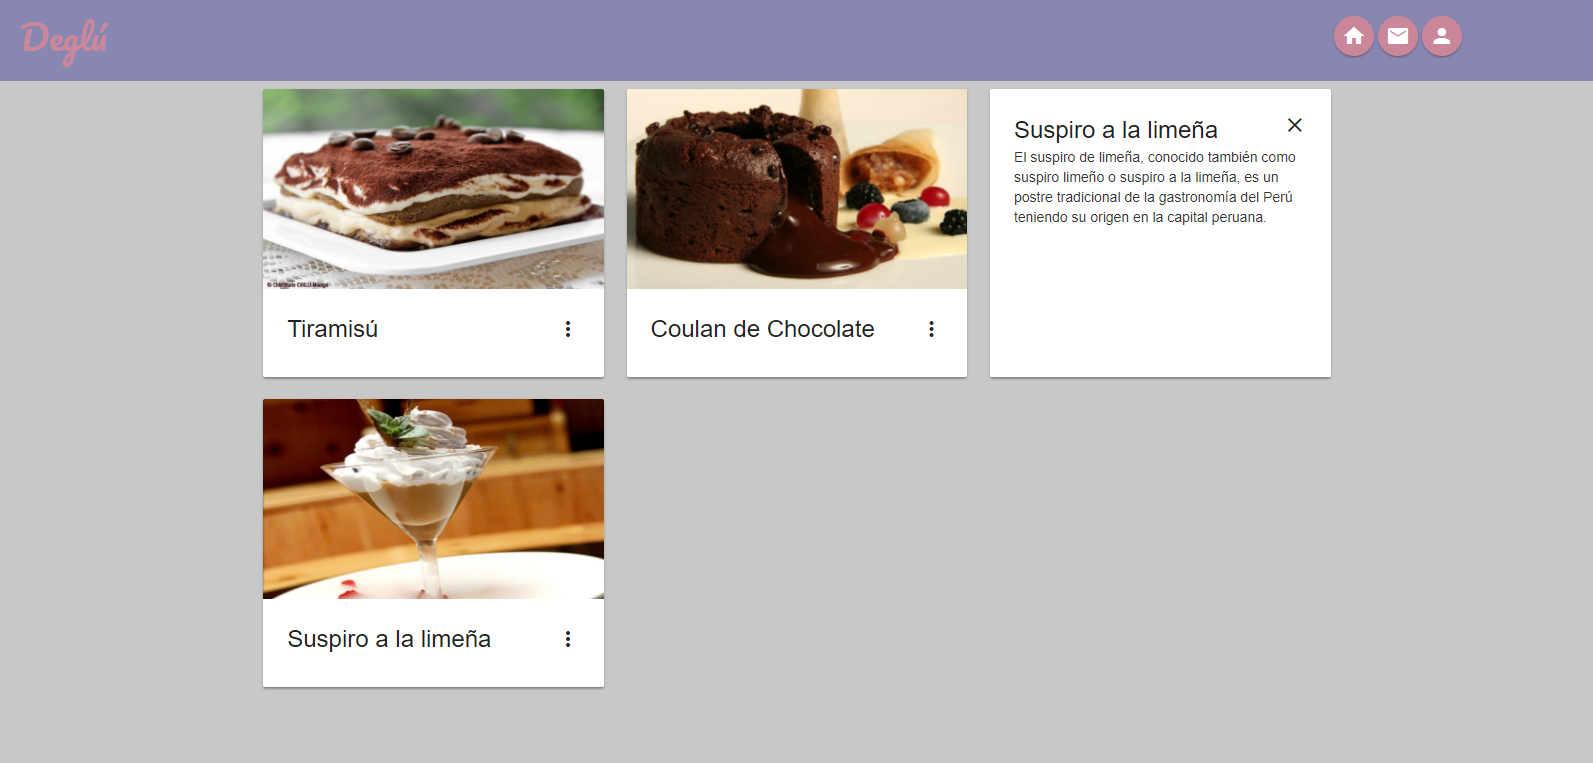 Deglú
Tiramisú
Coulan de Chocolate
Suspiro a la limeña
El suspiro de limeña, conocido también como
suspiro limeño o suspiro a la limeña, es un
postre tradicional de la gastronomía del Perú
teniendo su origen en la capital peruana.
Suspiro a la limeña